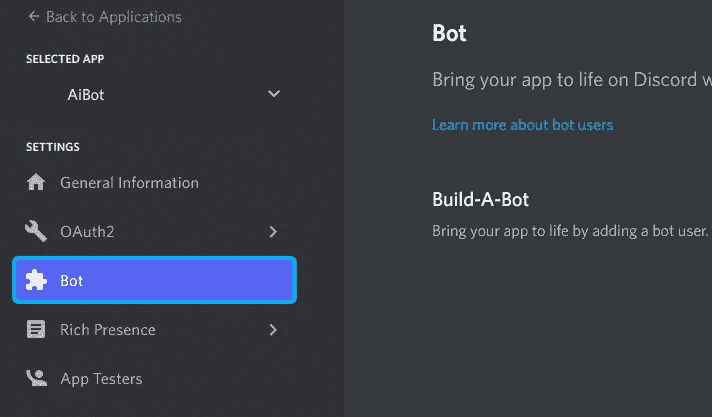 Back to Applications
SELECTED APP
AiBot
SETTINGS
General Information
OAuth2
Bot
Rich Presence
App Testers
Bot
Bring your app to life on Discord w
Learn more about bot users
Build-A-Bot
Bring your app to life by adding a bot user.